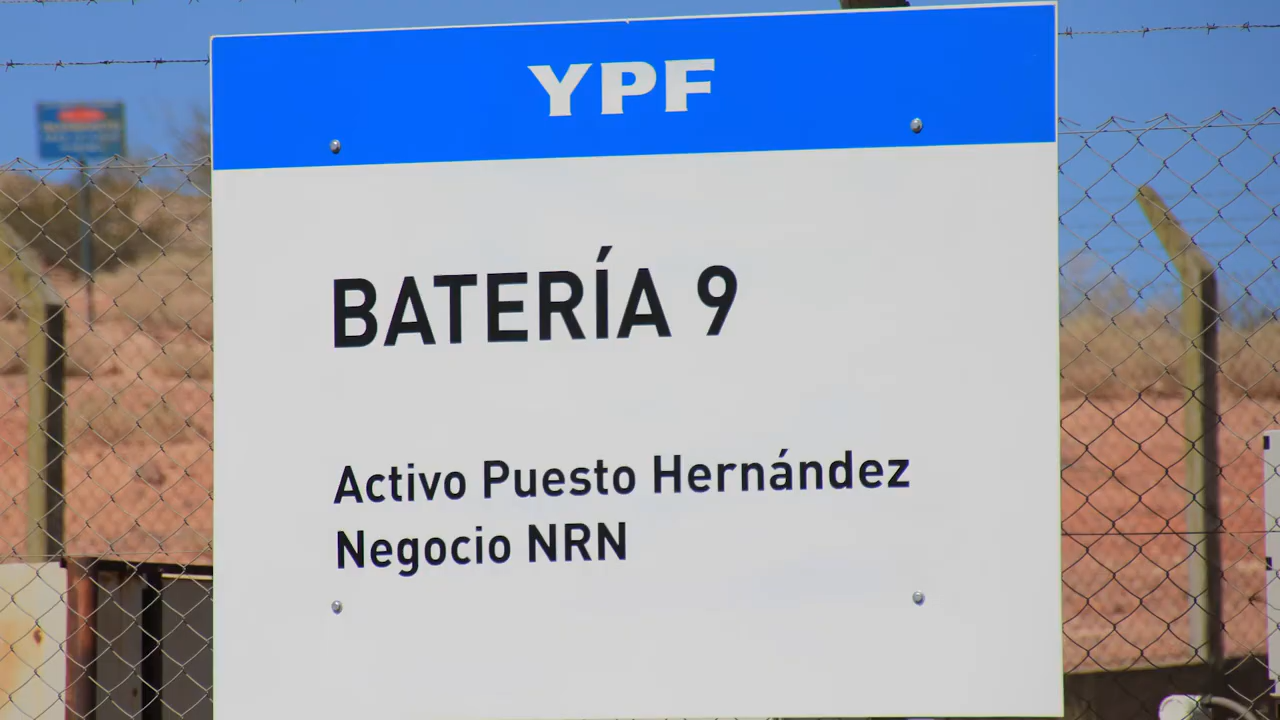 YPF
BATERÍA 9
Activo Puesto Hernández
Negocio NRN